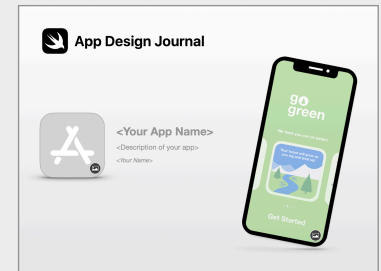 App Design Journal
<Your App Name>
<Description of your app>
<Your Name>
go
green
Get Started